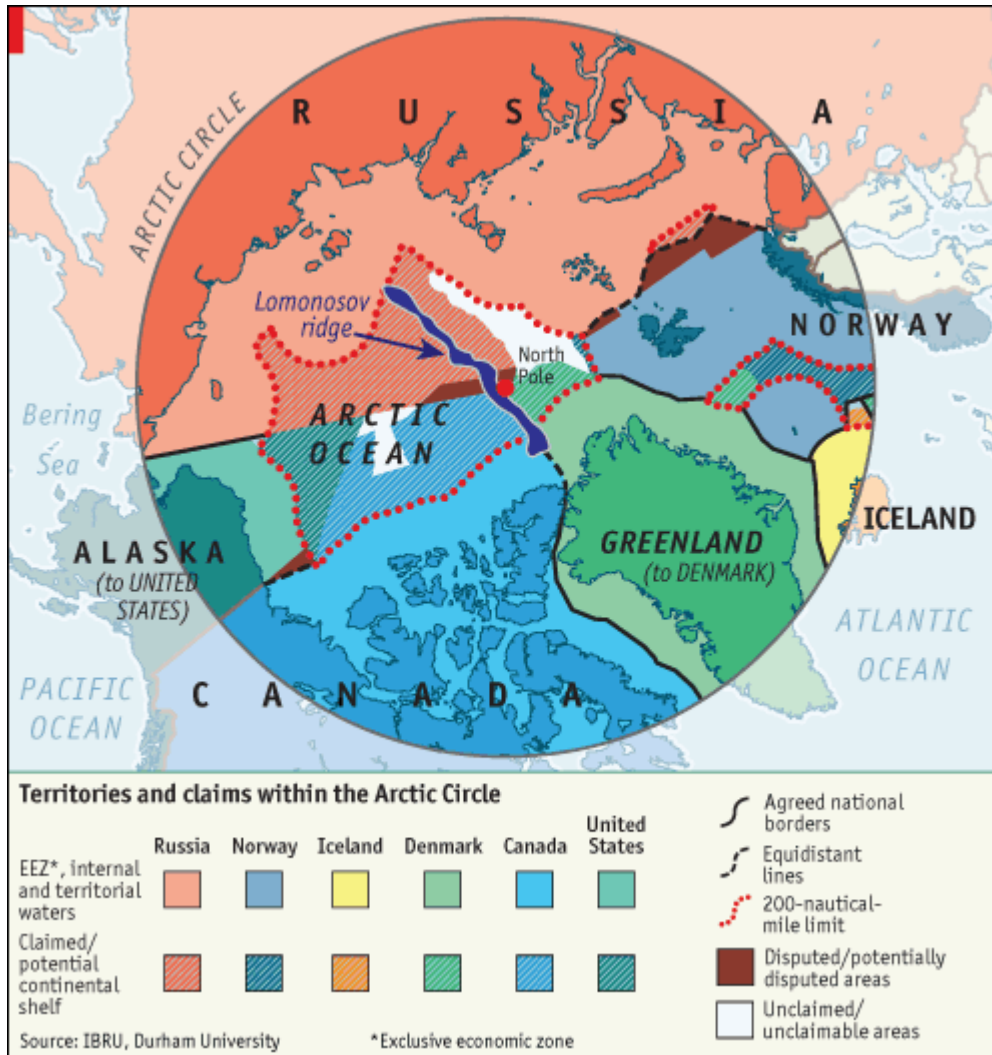 RUSSIA
ARCTIC CIRCLE
Lomonosov
ridge
NORWAY
North
Pole
Bering
Sea
ARCTIC
OCEAN
ICELAND
ALASKA
(to UNITED
STATES)
GREENLAND
(to DENMARK)
ATLANTIC
OCEAN
PACIFIC
OCEAN
CANADA
Territories and claims within the Arctic Circle
Russia Norway Iceland Denmark Canada United
States
EEZ*, internal
and territorial
waters
Claimed/
potential
continental
shelf
Agreed national
borders
Equidistant
lines
200-nautical-
mile limit
Disputed/potentially
disputed areas
Unclaimed/
unclaimable areas
Source: IBRU, Durham University *Exclusive economic zone